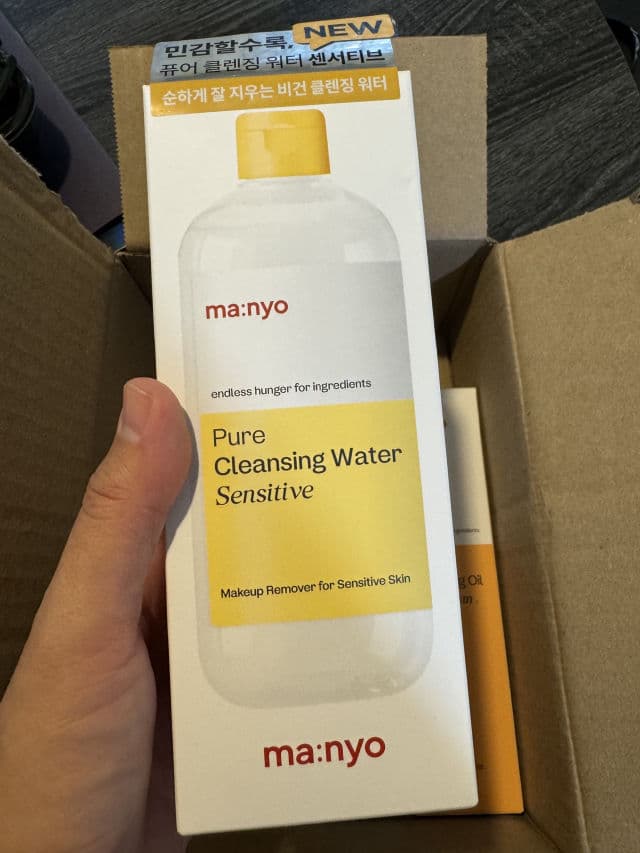 NEW
민감할수록,
퓨어 클렌징 워터 센서티브
순하게 잘 지우는 비건 클렌징 워터
ma:nyo
endless hunger for ingredients
Pure
Cleansing Water
Sensitive
Makeup Remover for Sensitive Skin
ma:nyo
Oil